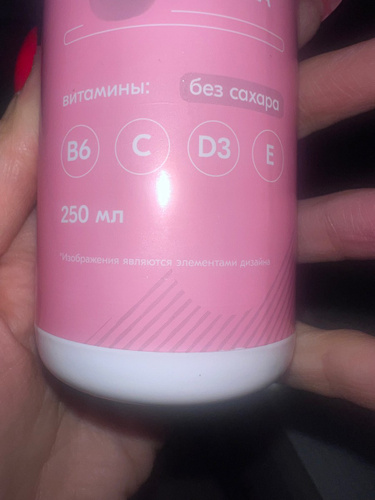 витамины: без сахара
B6 C D3 E
250 мл
*Изображения являются элементами дизайна